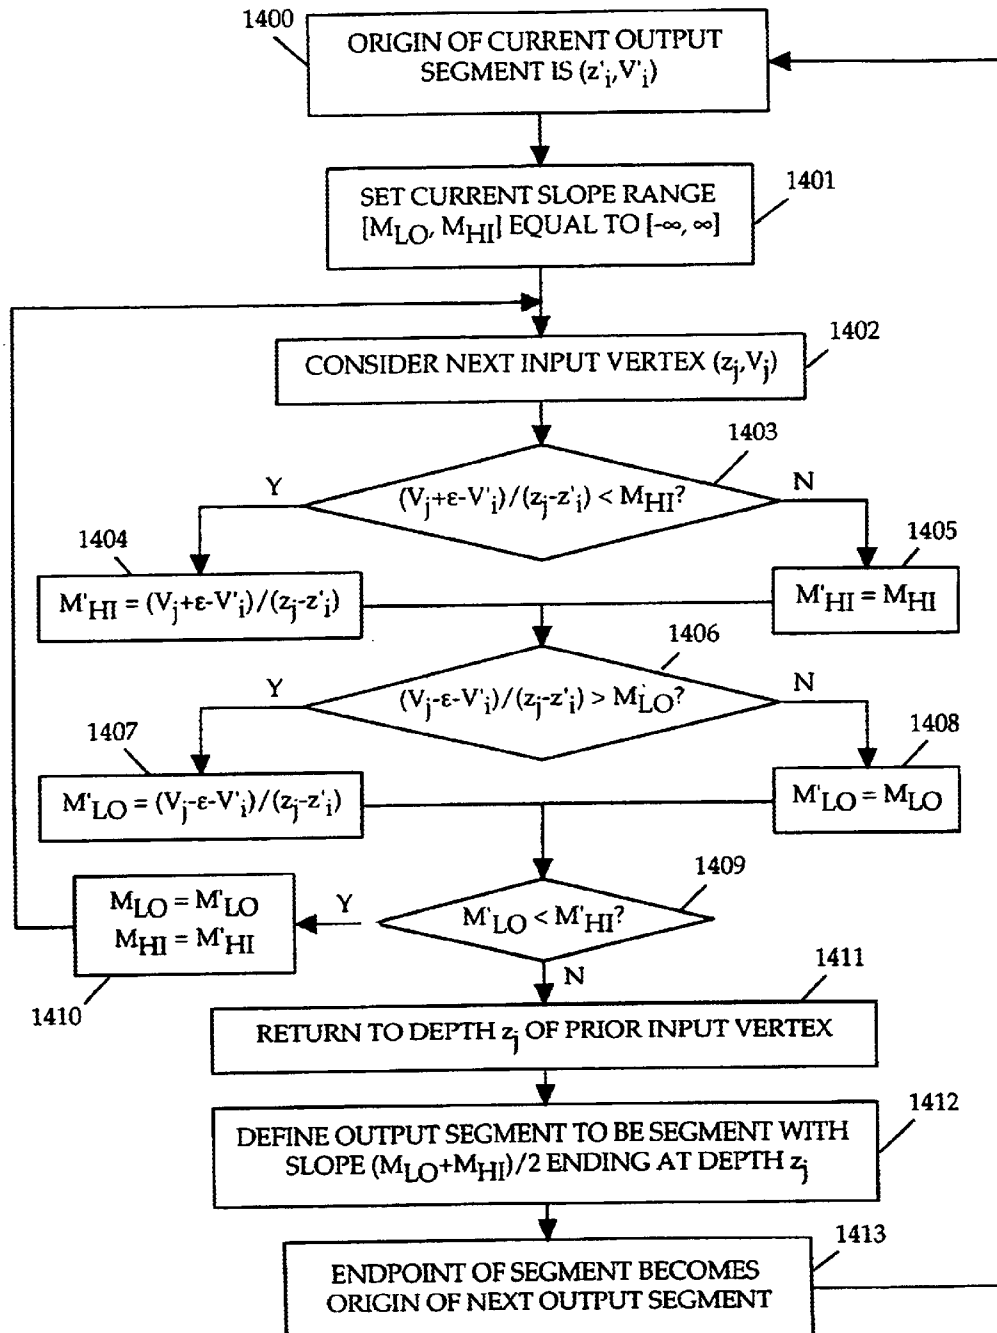 1400
ORIGIN OF CURRENT OUTPUT
SEGMENT IS (z'i,V'i)
1401
SET CURRENT SLOPE RANGE
[MLO, MHI] EQUAL TO [-∞, ∞]
1402
CONSIDER NEXT INPUT VERTEX (zj,Vj)
1403
Y
(Vj+ε-V'i)/(zj-z'i) < MHI?
N
1404
1405
M'HI = (Vj+ε-V'i)/(zj-z'i)
M'HI = MHI
1406
Y
(Vj-ε-V'i)/(zj-z'i) > MLO?
N
1407
1408
M'LO = (Vj-ε-V'i)/(zj-z'i)
M'LO = MLO
1409
MLO = M'LO
MHI = M'HI
Y
M'LO < M'HI?
N
1410
1411
RETURN TO DEPTH zj OF PRIOR INPUT VERTEX
1412
DEFINE OUTPUT SEGMENT TO BE SEGMENT WITH
SLOPE (MLO+MHI)/2 ENDING AT DEPTH zj
1413
ENDPOINT OF SEGMENT BECOMES
ORIGIN OF NEXT OUTPUT SEGMENT